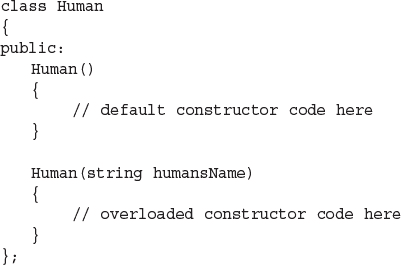 class Human
{
public:
   Human()
   {
       // default constructor code here
   }

   Human(string humansName)
   {
       // overloaded constructor code here
   }
};